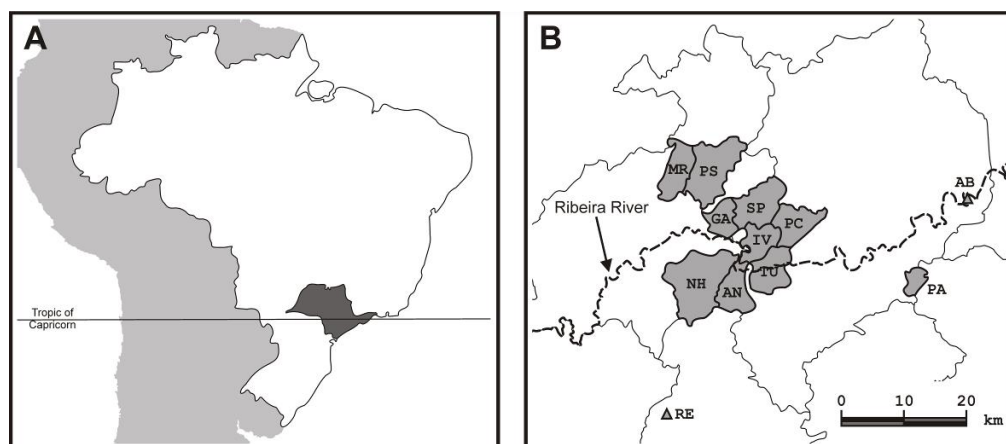 A
Tropic of
Capricorn
B
MR
PS
AB
SP
Ribeira River
GA
PC
IV
TU
NH
AN
PA
0 10 20
km
RE